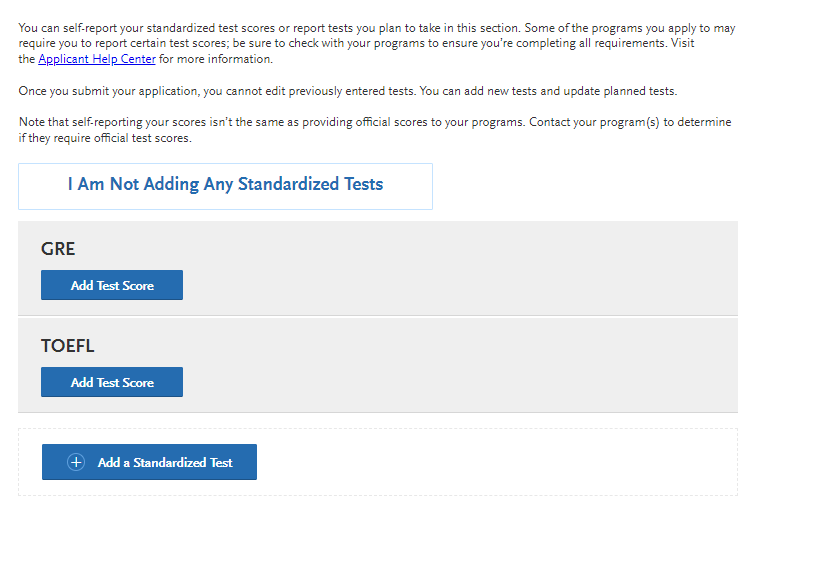 You can self-report your standardized test scores or report tests you plan to take in this section. Some of the programs you apply to may
require you to report certain test scores; be sure to check with your programs to ensure you're completing all requirements. Visit
the Applicant Help Center for more information.
Once you submit your application, you cannot edit previously entered tests. You can add new tests and update planned tests.
Note that self-reporting your scores isn't the same as providing official scores to your programs. Contact your program(s) to determine
if they require official test scores.
I Am Not Adding Any Standardized Tests
GRE
Add Test Score
TOEFL
Add Test Score
Add a Standardized Test